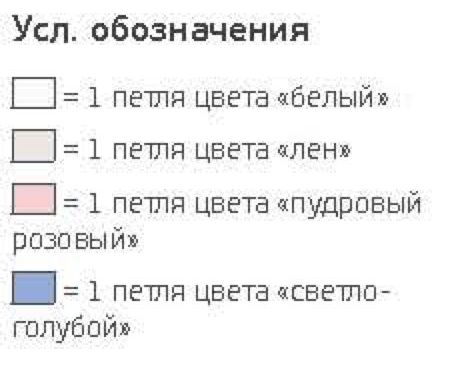 Усл. обозначения
= 1 петля цвета «белый»
= 1 петля цвета «лен»
= 1 петля цвета «пудровый
розовый»
= 1 петля цвета «светло-
голубой»